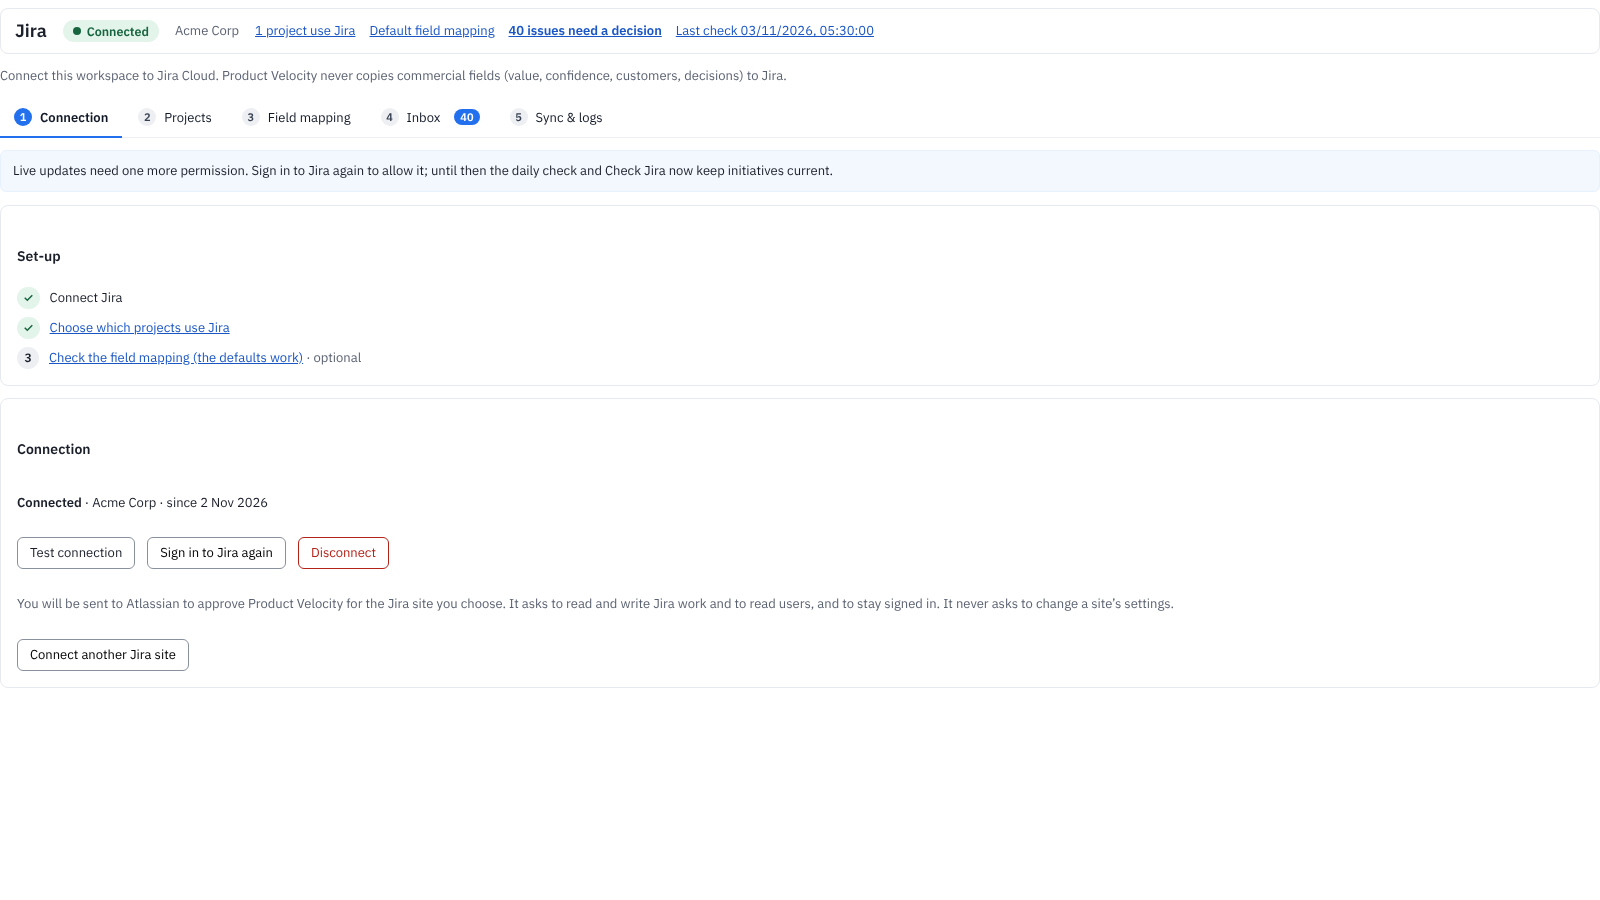 Jira Connected Acme Corp 1 project use Jira Default field mapping 40 issues need a decision Last check 03/11/2026, 05:30:00
Connect this workspace to Jira Cloud. Product Velocity never copies commercial fields (value, confidence, customers, decisions) to Jira.
1 Connection 2 Projects 3 Field mapping 4 Inbox 40 5 Sync & logs
Live updates need one more permission. Sign in to Jira again to allow it; until then the daily check and Check Jira now keep initiatives current.
Set-up
Connect Jira
Choose which projects use Jira
3 Check the field mapping (the defaults work) · optional
Connection
Connected · Acme Corp · since 2 Nov 2026
Test connection Sign in to Jira again Disconnect
You will be sent to Atlassian to approve Product Velocity for the Jira site you choose. It asks to read and write Jira work and to read users, and to stay signed in. It never asks to change a site’s settings.
Connect another Jira site